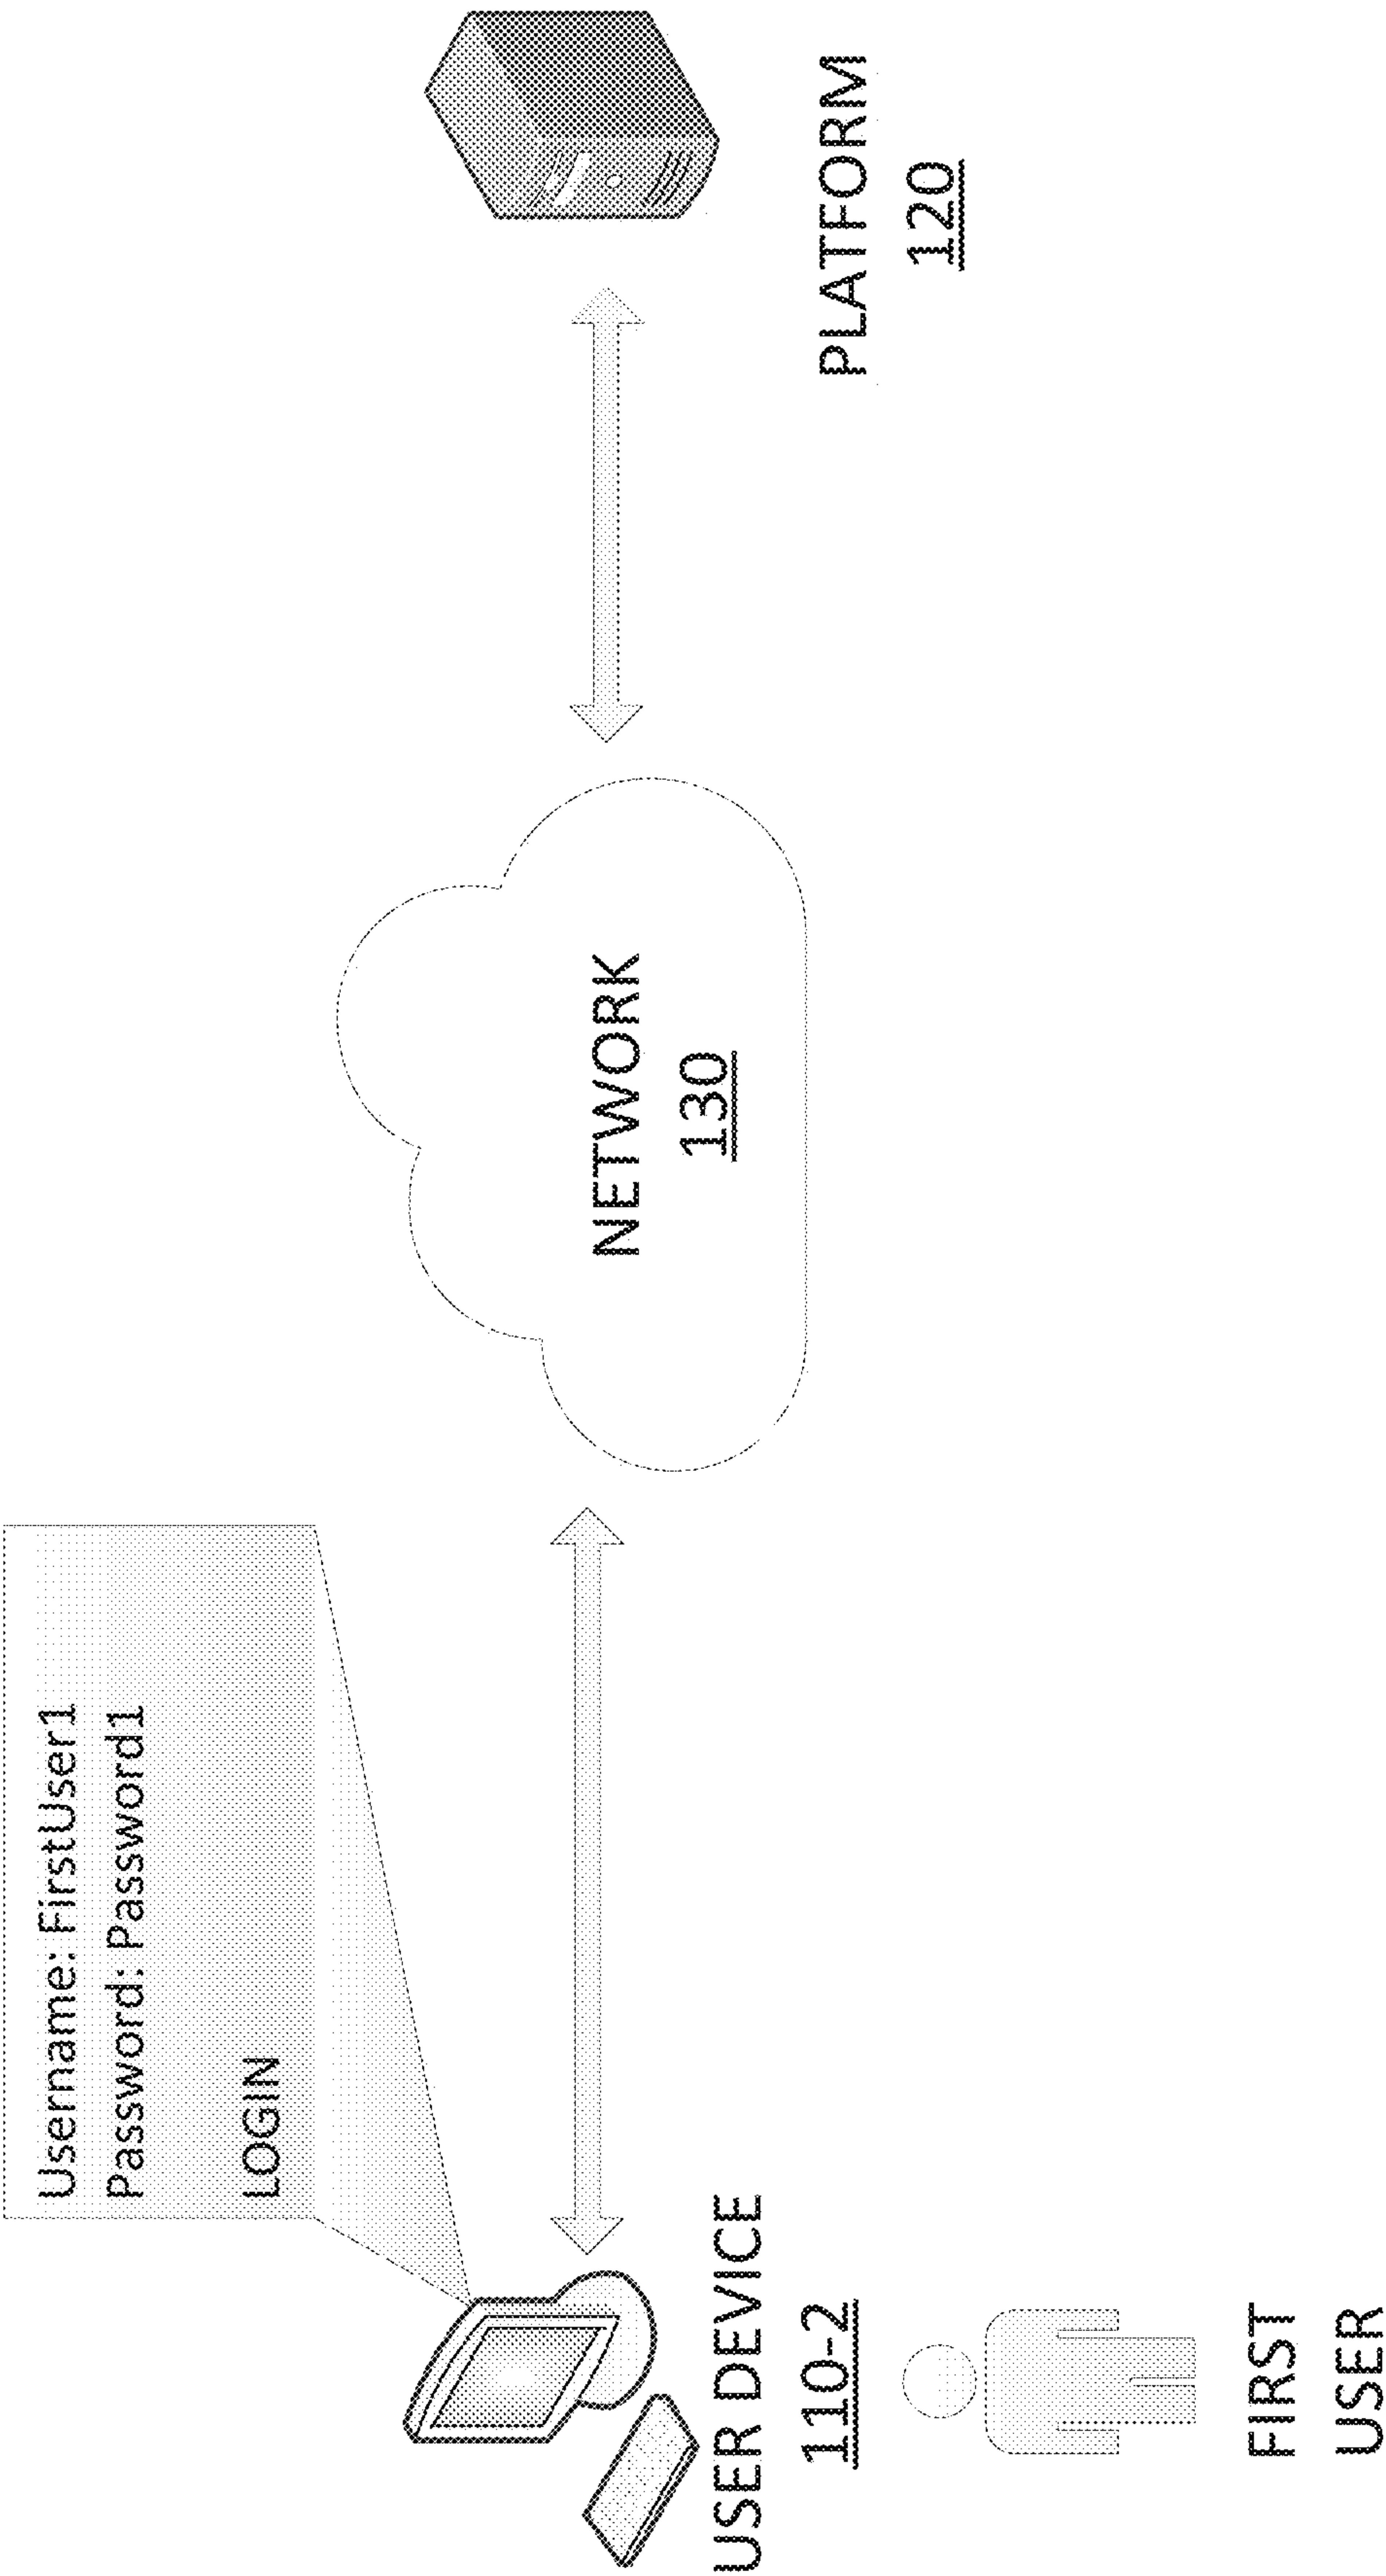 Username: FirstUser1
Password: Password1
LOGIN
USER DEVICE
110-2
FIRST
USER
NETWORK
130
PLATFORM
120